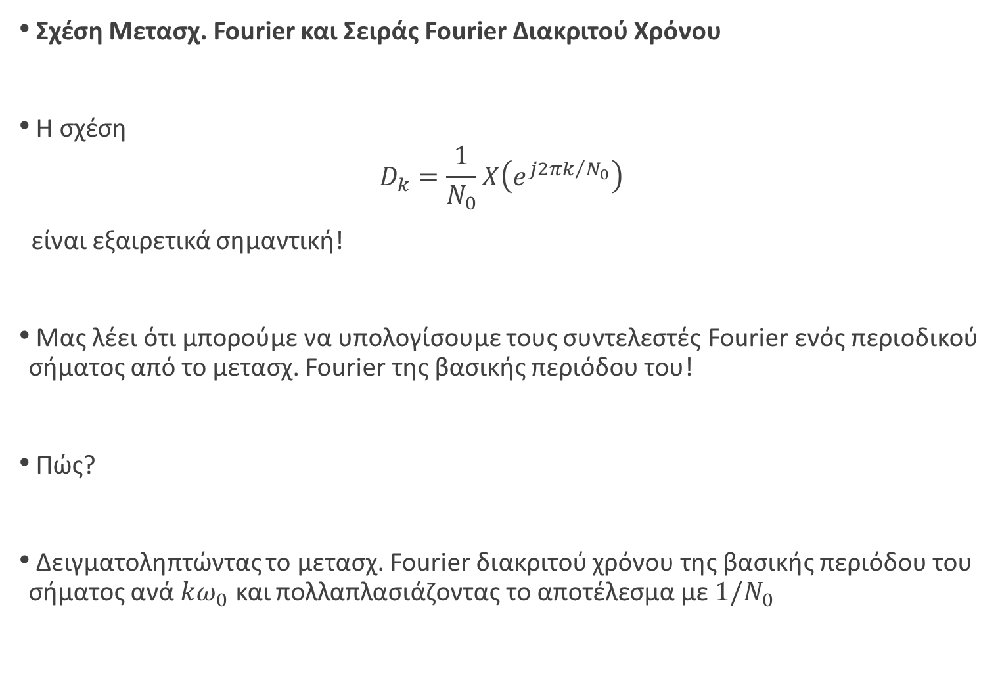 • Σχέση Μετασχ. Fourier και Σειράς Fourier Διακριτού Χρόνου
• Η σχέση
$D_k = \frac{1}{N_0} X\left(e^{j2\pi k/N_0}\right)$
είναι εξαιρετικά σημαντική!
• Μας λέει ότι μπορούμε να υπολογίσουμε τους συντελεστές Fourier ενός περιοδικού
σήματος από το μετασχ. Fourier της βασικής περιόδου του!
• Πώς?
• Δειγματοληπτώντας το μετασχ. Fourier διακριτού χρόνου της βασικής περιόδου του
σήματος ανά $k\omega_0$ και πολλαπλασιάζοντας το αποτέλεσμα με $1/N_0$